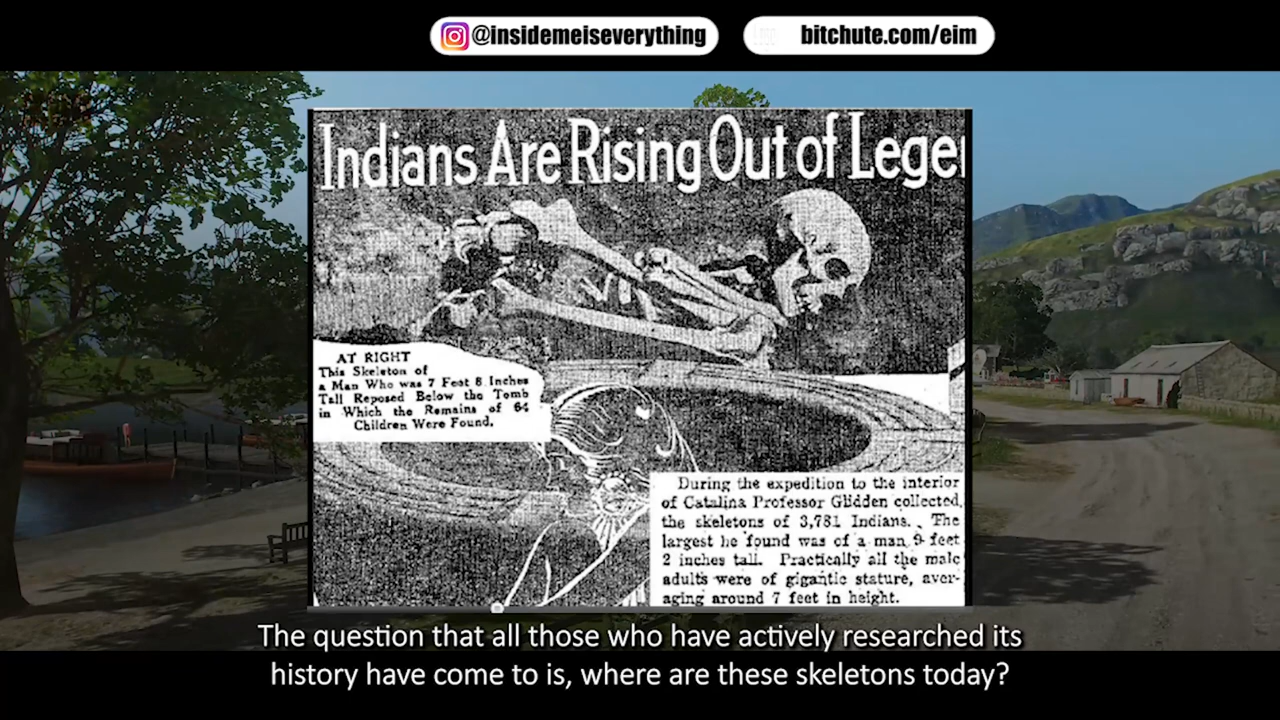 @insidemeiseverything
bitchute.com/eim
Indians Are Rising Out of Lege
AT RIGHT
This Skeleton of
a Man Who was 7 Feet 8 Inches
Tall Reposed Below the Tomb
in Which the Remains of 64
Children Were Found.
During the expedition to the interior
of Catalina Professor Glidden collected
the skeletons of 3,781 Indians. The
largest he found was of a man 9 feet
2 inches tall. Practically all the male
adults were of gigantic stature, aver-
aging around 7 feet in height.
The question that all those who have actively researched its
history have come to is, where are these skeletons today?